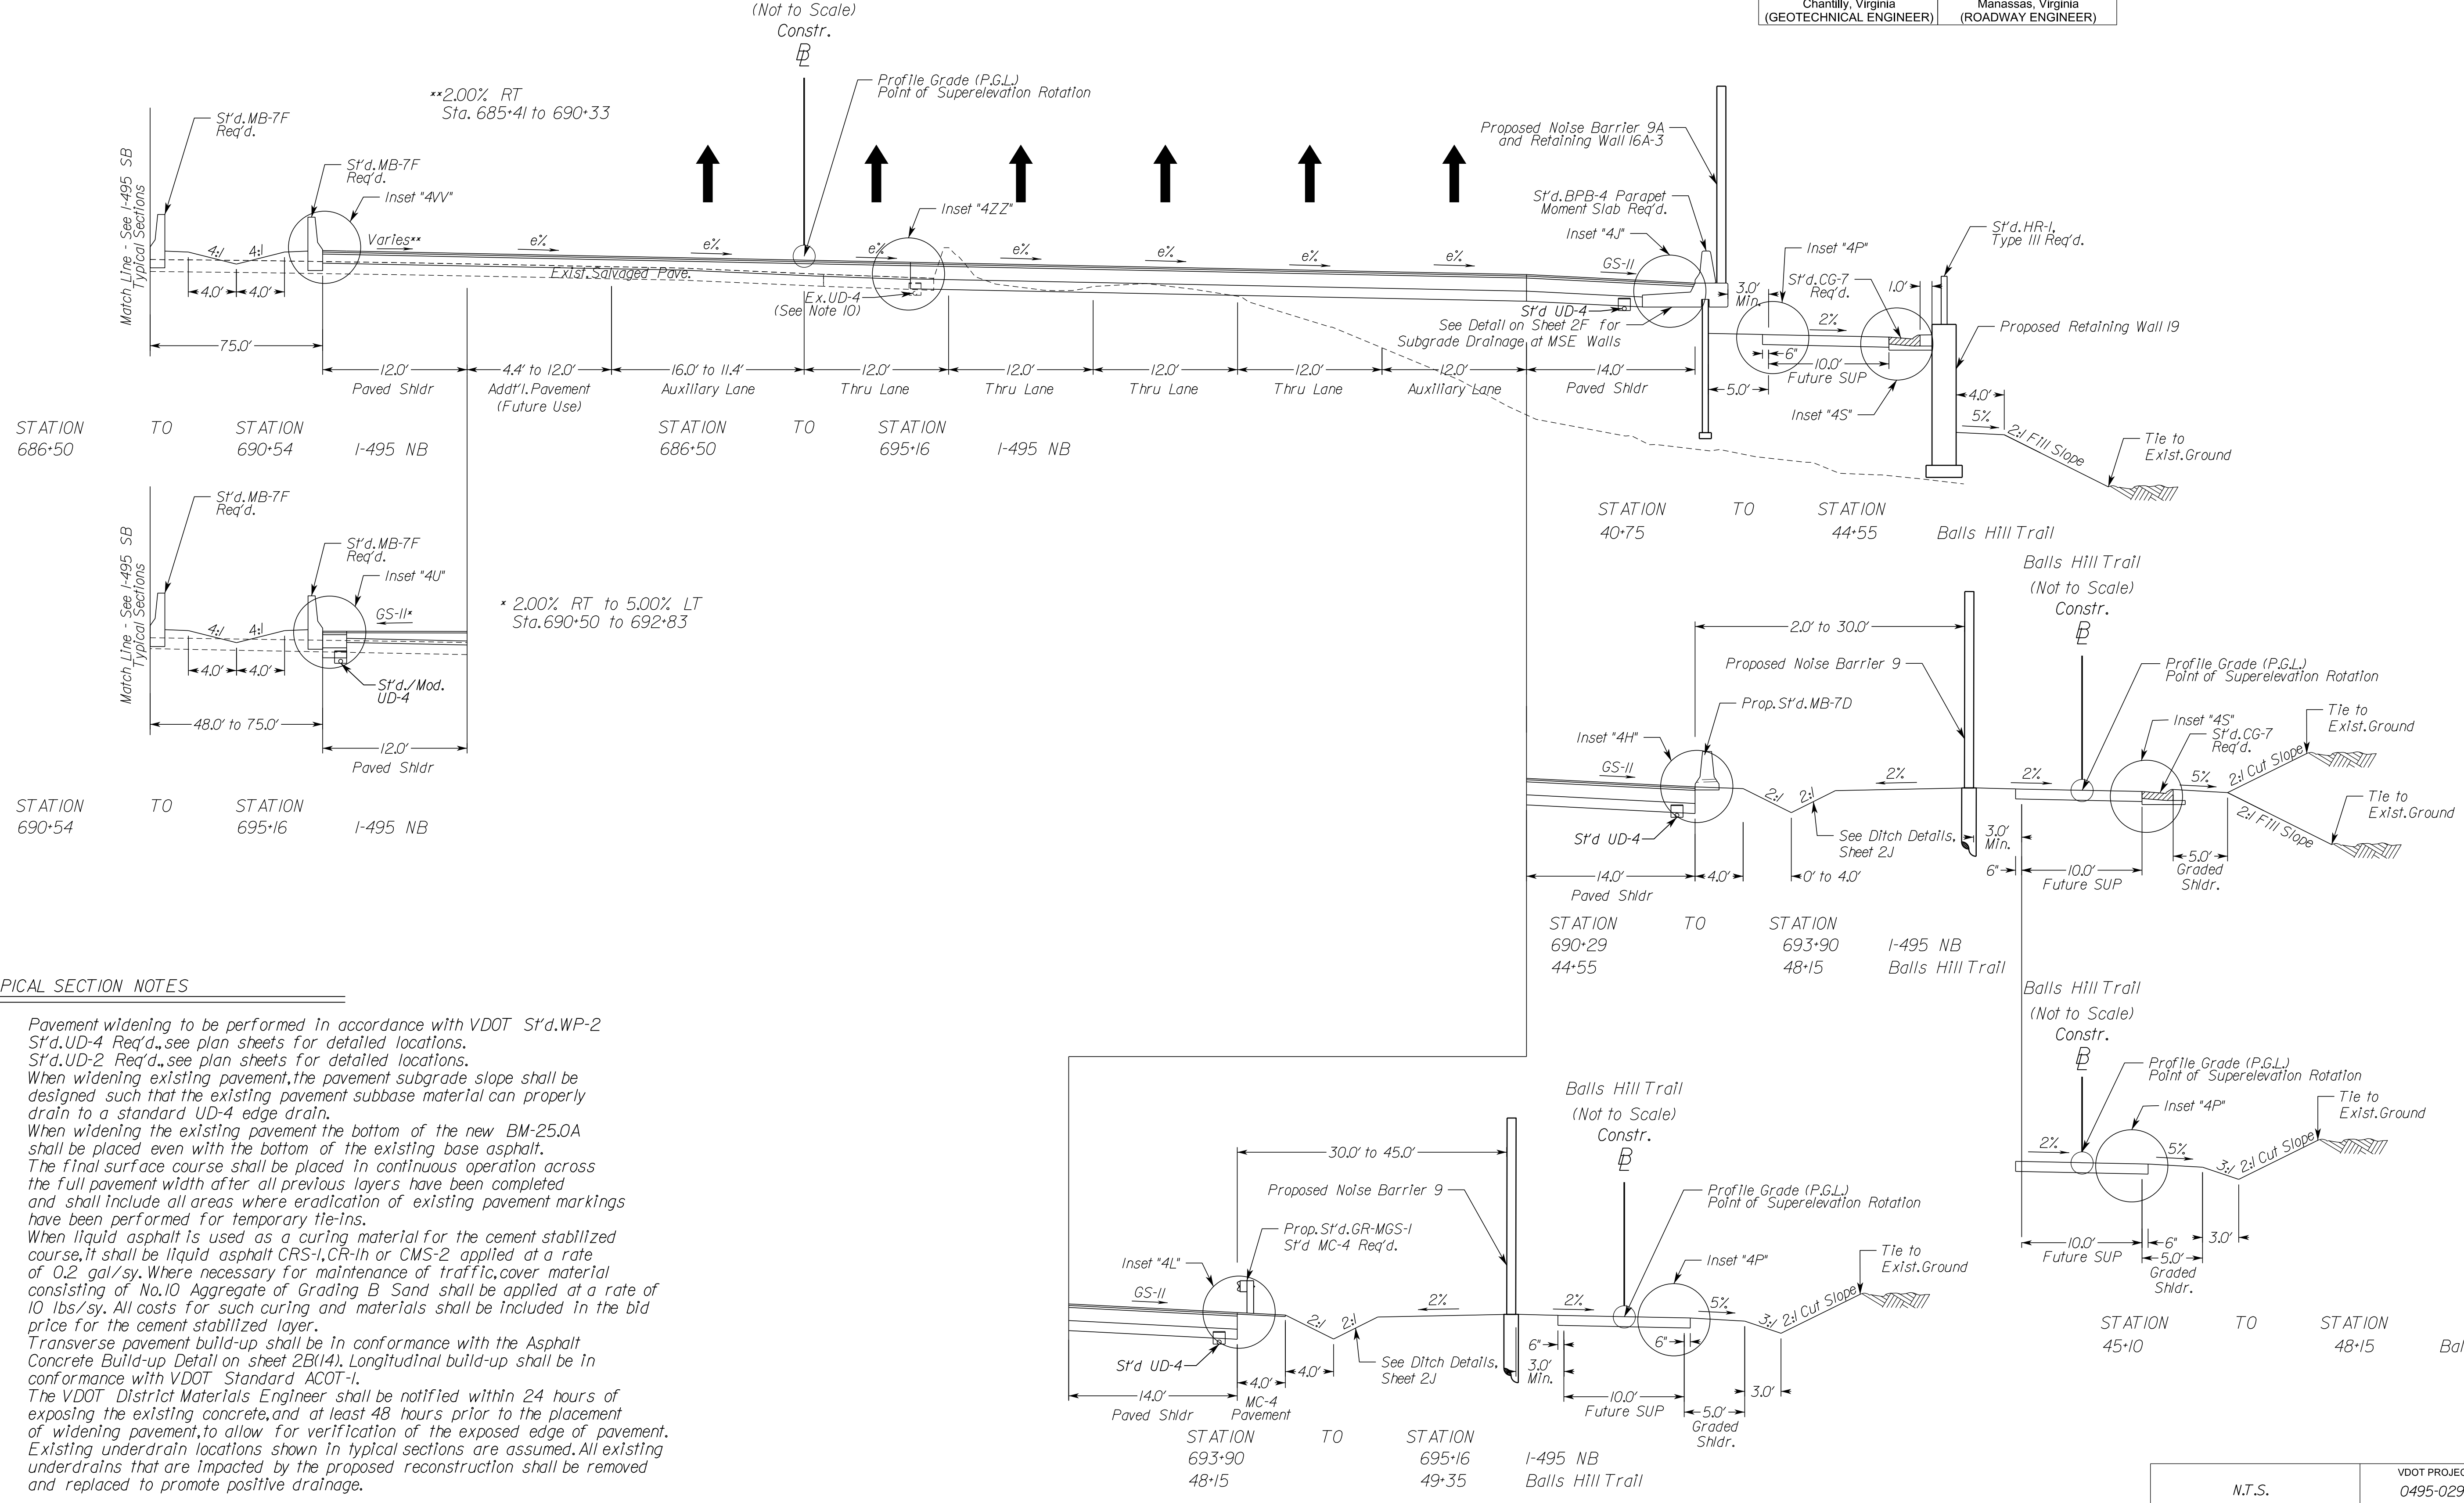 (Not to Scale)
Constr.
BL
Chantilly, Virginia
(GEOTECHNICAL ENGINEER)
Manassas, Virginia
(ROADWAY ENGINEER)
**2.00% RT
Sta. 685+41 to 690+33
Profile Grade (P.G.L.)
Point of Superelevation Rotation
Match Line - See I-495 SB
Typical Sections
St'd. MB-7F
Req'd.
St'd. MB-7F
Req'd.
Inset "4VV"
4:1
4:1
4.0'
4.0'
75.0'
Varies**
e%
e%
e%
e%
e%
e%
e%
Exist. Salvaged Pave.
Ex. UD-4
(See Note 10)
Inset "4ZZ"
Proposed Noise Barrier 9A
and Retaining Wall 16A-3
St'd. BPB-4 Parapet
Moment Slab Req'd.
Inset "4J"
GS-11
St'd UD-4
See Detail on Sheet 2F for
Subgrade Drainage at MSE Walls
3.0'
Min.
Inset "4P"
St'd. CG-7
Req'd.
1.0'
St'd. HR-1,
Type III Req'd.
2%
Proposed Retaining Wall 19
6"
10.0'
Future SUP
5.0'
Inset "4S"
4.0'
5%
2:1 Fill Slope
Tie to
Exist. Ground
12.0'
Paved Shldr
4.4' to 12.0'
Addt'l. Pavement
(Future Use)
16.0' to 11.4'
Auxiliary Lane
12.0'
Thru Lane
12.0'
Thru Lane
12.0'
Thru Lane
12.0'
Thru Lane
12.0'
Auxiliary Lane
14.0'
Paved Shldr
STATION TO STATION
686+50 690+54 I-495 NB
STATION TO STATION
686+50 695+16 I-495 NB
STATION TO STATION
40+75 44+55 Balls Hill Trail
Match Line - See I-495 SB
Typical Sections
St'd. MB-7F
Req'd.
St'd. MB-7F
Req'd.
Inset "4U"
GS-11*
4:1
4:1
4.0'
4.0'
St'd./Mod.
UD-4
48.0' to 75.0'
12.0'
Paved Shldr
* 2.00% RT to 5.00% LT
Sta. 690+50 to 692+83
STATION TO STATION
690+54 695+16 I-495 NB
Balls Hill Trail
(Not to Scale)
Constr.
BL
2.0' to 30.0'
Proposed Noise Barrier 9
Prop. St'd. MB-7D
Inset "4H"
GS-11
St'd UD-4
2:1
2:1
2%
2%
See Ditch Details,
Sheet 2J
Profile Grade (P.G.L.)
Point of Superelevation Rotation
Inset "4S"
St'd. CG-7
Req'd.
Tie to
Exist. Ground
5%
2:1 Cut Slope
2:1 Fill Slope
Tie to
Exist. Ground
3.0'
Min.
6"
10.0'
Future SUP
5.0'
Graded
Shldr.
14.0'
Paved Shldr
4.0'
0' to 4.0'
STATION TO STATION
690+29 693+90 I-495 NB
44+55 48+15 Balls Hill Trail
Balls Hill Trail
(Not to Scale)
Constr.
BL
Profile Grade (P.G.L.)
Point of Superelevation Rotation
Inset "4P"
Tie to
Exist. Ground
2%
5%
3:1
2:1 Cut Slope
10.0'
Future SUP
6"
5.0'
Graded
Shldr.
3.0'
STATION TO STATION
45+10 48+15
Balls Hill Trail
(Not to Scale)
Constr.
BL
30.0' to 45.0'
Proposed Noise Barrier 9
Prop. St'd. GR-MGS-1
St'd MC-4 Req'd.
Inset "4L"
GS-11
St'd UD-4
2:1
2:1
2%
2%
See Ditch Details,
Sheet 2J
Profile Grade (P.G.L.)
Point of Superelevation Rotation
Inset "4P"
Tie to
Exist. Ground
5%
3:1
2:1 Cut Slope
14.0'
Paved Shldr
4.0'
MC-4
Pavement
4.0'
6"
3.0'
Min.
6"
10.0'
Future SUP
5.0'
Graded
Shldr.
3.0'
STATION TO STATION
693+90 695+16 I-495 NB
48+15 49+35 Balls Hill Trail
PICAL SECTION NOTES
Pavement widening to be performed in accordance with VDOT St'd. WP-2
St'd. UD-4 Req'd., see plan sheets for detailed locations.
St'd. UD-2 Req'd., see plan sheets for detailed locations.
When widening existing pavement, the pavement subgrade slope shall be
designed such that the existing pavement subbase material can properly
drain to a standard UD-4 edge drain.
When widening the existing pavement the bottom of the new BM-25.0A
shall be placed even with the bottom of the existing base asphalt.
The final surface course shall be placed in continuous operation across
the full pavement width after all previous layers have been completed
and shall include all areas where eradication of existing pavement markings
have been performed for temporary tie-ins.
When liquid asphalt is used as a curing material for the cement stabilized
course, it shall be liquid asphalt CRS-1, CR-1h or CMS-2 applied at a rate
of 0.2 gal/sy. Where necessary for maintenance of traffic, cover material
consisting of No. 10 Aggregate of Grading B Sand shall be applied at a rate of
10 lbs/sy. All costs for such curing and materials shall be included in the bid
price for the cement stabilized layer.
Transverse pavement build-up shall be in conformance with the Asphalt
Concrete Build-up Detail on sheet 2B(14). Longitudinal build-up shall be in
conformance with VDOT Standard ACOT-1.
The VDOT District Materials Engineer shall be notified within 24 hours of
exposing the existing concrete, and at least 48 hours prior to the placement
of widening pavement, to allow for verification of the exposed edge of pavement.
Existing underdrain locations shown in typical sections are assumed. All existing
underdrains that are impacted by the proposed reconstruction shall be removed
and replaced to promote positive drainage.
N.T.S.
VDOT PROJEC
0495-029